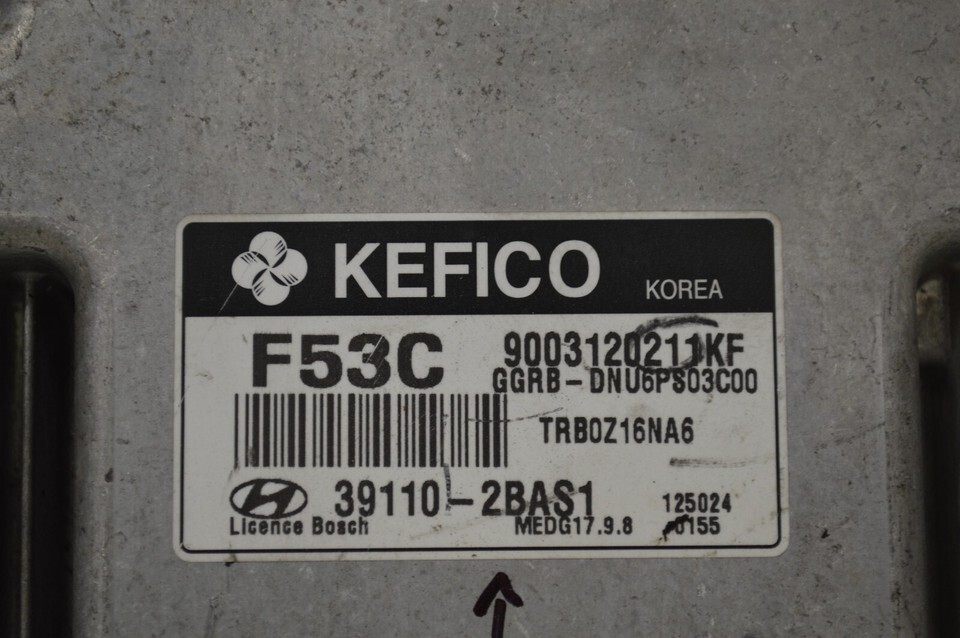 KEFICO KOREA
F53C 9003120211KF
GGRB-DNU6PS03C00
TRB0Z16NA6
39110-2BAS1 125024
Licence Bosch MEDG17.9.8 0155